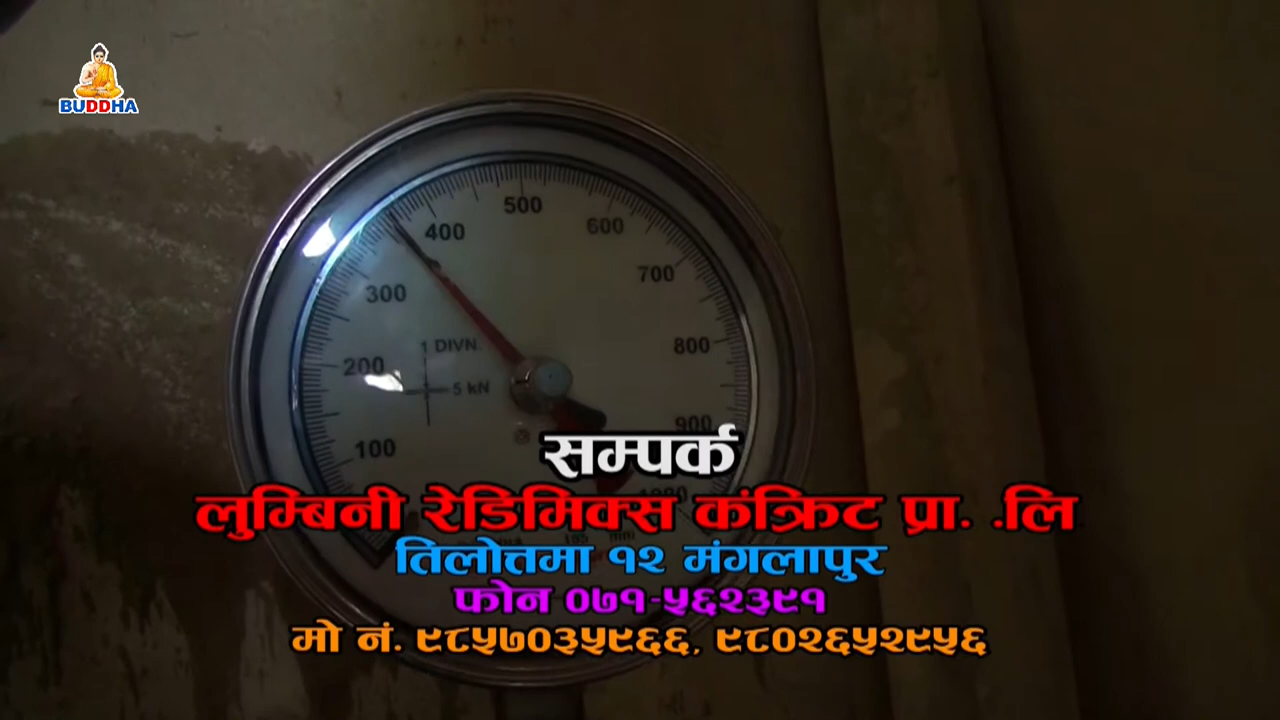 BUDDHA
500
400
600
700
300
1 DIVN.
800
200
5 kN
900
100
सम्पर्क
लुम्बिनी रेडिमिक्स कंक्रिट प्रा. .लि
तिलोत्तमा १२ मंगलापुर
फोन ०७१-५६२३९१
मो नं. ९८५७०३५९६६, ९८०२६५२९५६